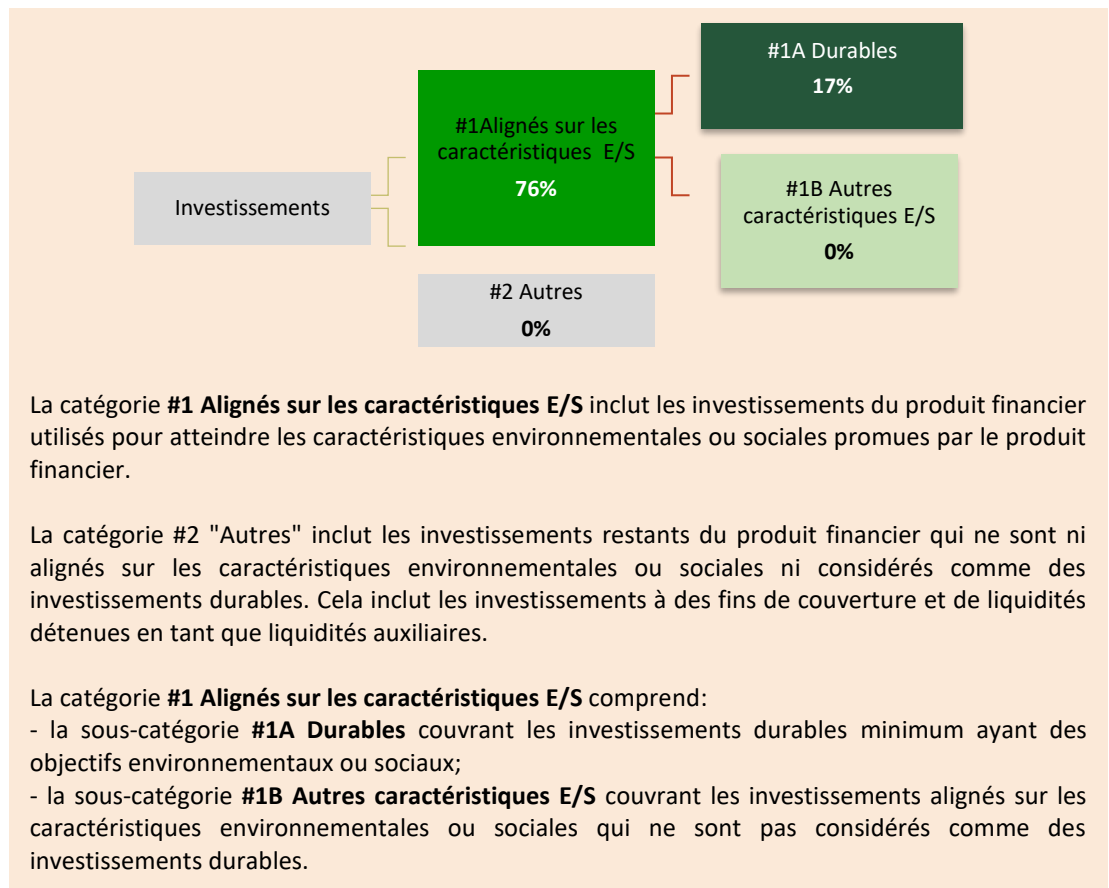 #1A Durables
17%
#1Alignés sur les
caractéristiques E/S
76%
Investissements
#1B Autres
caractéristiques E/S
0%
#2 Autres
0%
La catégorie #1 Alignés sur les caractéristiques E/S inclut les investissements du produit financier
utilisés pour atteindre les caractéristiques environnementales ou sociales promues par le produit
financier.
La catégorie #2 "Autres" inclut les investissements restants du produit financier qui ne sont ni
alignés sur les caractéristiques environnementales ou sociales ni considérés comme des
investissements durables. Cela inclut les investissements à des fins de couverture et de liquidités
détenues en tant que liquidités auxiliaires.
La catégorie #1 Alignés sur les caractéristiques E/S comprend:
- la sous-catégorie #1A Durables couvrant les investissements durables minimum ayant des
objectifs environnementaux ou sociaux;
- la sous-catégorie #1B Autres caractéristiques E/S couvrant les investissements alignés sur les
caractéristiques environnementales ou sociales qui ne sont pas considérés comme des
investissements durables.